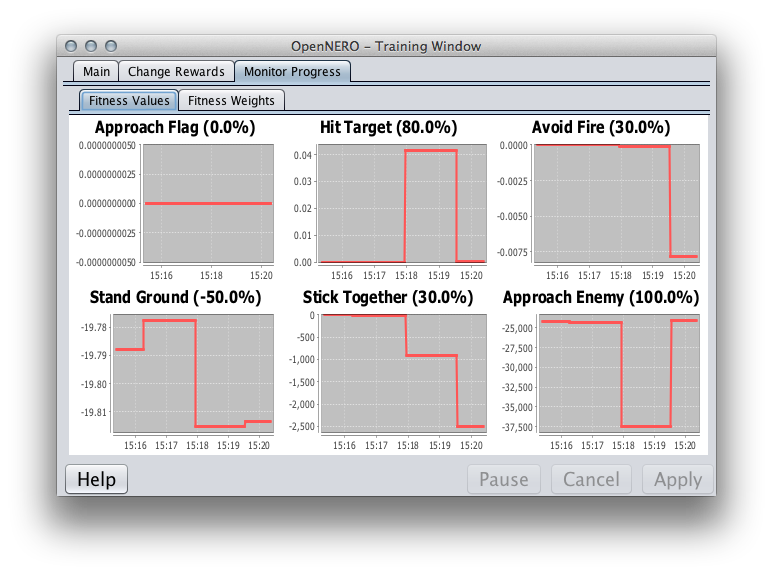 OpenNERO – Training Window
Main Change Rewards Monitor Progress
Fitness Values Fitness Weights
Approach Flag (0.0%) Hit Target (80.0%) Avoid Fire (30.0%)
0.0000000050
0.0000000025
0.0000000000
-0.0000000025
-0.0000000050
15:16 15:18 15:20
0.04
0.03
0.02
0.01
0.00
15:16 15:17 15:18 15:19 15:20
0.0000
-0.0025
-0.0050
-0.0075
15:16 15:17 15:18 15:19 15:20
Stand Ground (-50.0%) Stick Together (30.0%) Approach Enemy (100.0%)
-19.78
-19.79
-19.80
-19.81
15:16 15:17 15:18 15:19 15:20
0
-500
-1,000
-1,500
-2,000
-2,500
15:16 15:17 15:18 15:19 15:20
-25,000
-27,500
-30,000
-32,500
-35,000
-37,500
15:16 15:17 15:18 15:19 15:20
Help Pause Cancel Apply